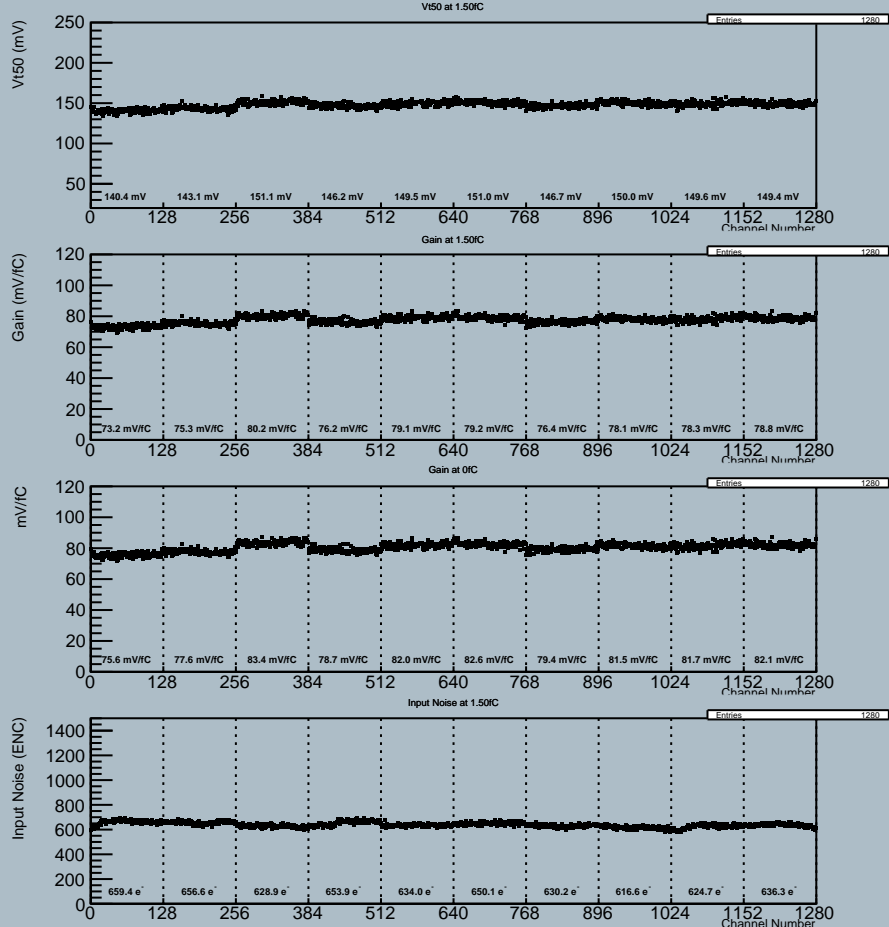 Vt50 at 1.50fC
Entries 1280
Vt50 (mV)
250
200
150
100
50
140.4 mV 143.1 mV 151.1 mV 146.2 mV 149.5 mV 151.0 mV 146.7 mV 150.0 mV 149.6 mV 149.4 mV
0 128 256 384 512 640 768 896 1024 1152 1280
Channel Number
Gain at 1.50fC
Entries 1280
Gain (mV/fC)
120
100
80
60
40
20
0
73.2 mV/fC 75.3 mV/fC 80.2 mV/fC 76.2 mV/fC 79.1 mV/fC 79.2 mV/fC 76.4 mV/fC 78.1 mV/fC 78.3 mV/fC 78.8 mV/fC
0 128 256 384 512 640 768 896 1024 1152 1280
Channel Number
Gain at 0fC
Entries 1280
mV/fC
120
100
80
60
40
20
0
75.6 mV/fC 77.6 mV/fC 83.4 mV/fC 78.7 mV/fC 82.0 mV/fC 82.6 mV/fC 79.4 mV/fC 81.5 mV/fC 81.7 mV/fC 82.1 mV/fC
0 128 256 384 512 640 768 896 1024 1152 1280
Channel Number
Input Noise at 1.50fC
Entries 1280
Input Noise (ENC)
1400
1200
1000
800
600
400
200
0
659.4 e⁻ 656.6 e⁻ 628.9 e⁻ 653.9 e⁻ 634.0 e⁻ 650.1 e⁻ 630.2 e⁻ 616.6 e⁻ 624.7 e⁻ 636.3 e⁻
0 128 256 384 512 640 768 896 1024 1152 1280
Channel Number